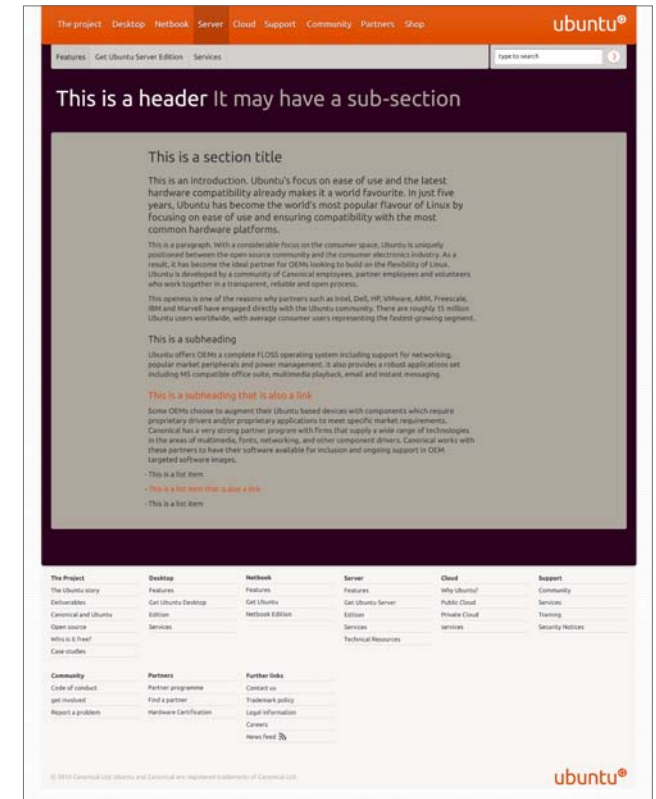 The project Desktop Netbook Server Cloud Support Community Partners Shop ubuntu
Features Get Ubuntu Server Edition Services type to search
This is a header It may have a sub-section
This is a section title
This is an introduction. Ubuntu's focus on ease of use and the latest
hardware compatibility already makes it a world favourite. In just five
years, Ubuntu has become the world's most popular flavour of Linux by
focusing on ease of use and ensuring compatibility with the most
common hardware platforms.
This is a paragraph. With a considerable focus on the consumer space, Ubuntu is uniquely
positioned between the open source community and the consumer electronics industry. As a
result, it has become the ideal partner for OEMs looking to build on the flexibility of Linux.
Ubuntu is developed by a community of Canonical employees, partner employees and volunteers
who work together in a transparent, reliable and open process.
This openess is one of the reasons why partners such as Intel, Dell, HP, VMware, ARM, Freescale,
IBM and Marvell have engaged directly with the Ubuntu community. There are roughly 15 million
Ubuntu users worldwide, with average consumer users representing the fastest-growing segment.
This is a subheading
Ubuntu offers OEMs a complete FLOSS operating system including support for networking,
popular market peripherals and power management. It also provides a robust applications set
including MS compatible office suite, multimedia playback, email and instant messaging.
This is a subheading that is also a link
Some OEMs choose to augment their Ubuntu based devices with components which require
proprietary drivers and/or proprietary applications to meet specific market requirements.
Canonical has a very strong partner program with firms that supply a wide range of technologies
in the areas of multimedia, fonts, networking, and other component drivers. Canonical works with
these partners to have their software available for inclusion and ongoing support in OEM
targeted software images.
- This is a list item
- This is a list item that is also a link
- This is a list item
The Project Desktop Netbook Server Cloud Support
The Ubuntu story Features Features Features Why Ubuntu? Community
Deliverables Get Ubuntu Desktop Get Ubuntu Get Ubuntu Server Public Cloud Services
Canonical and Ubuntu Edition Netbook Edition Edition Private Cloud Training
Open source Services Services services Security Notices
Who is it free? Technical Resources
Case studies
Community Partners Further links
Code of conduct Partner programme Contact us
get involved Find a partner Trademark policy
Report a problem Hardware Certification Legal information
Careers
News feed
© 2010 Canonical Ltd. Ubuntu and Canonical are registered trademarks of Canonical Ltd.
ubuntu